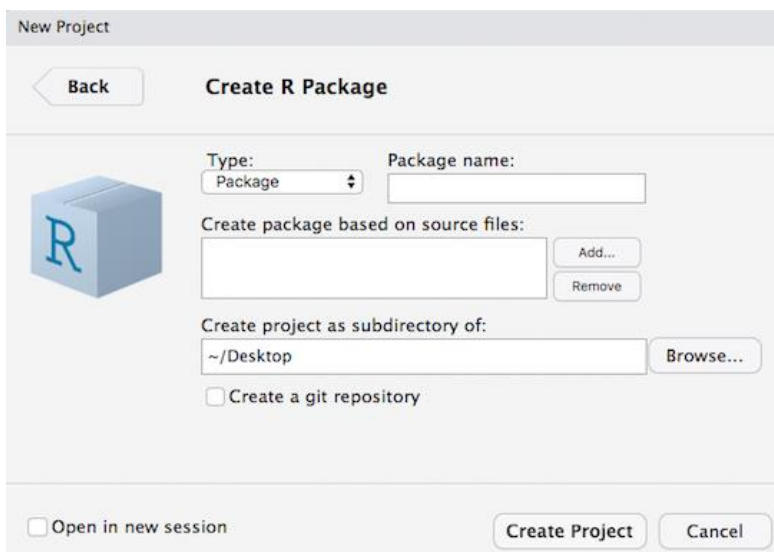 New Project
Back
Create R Package
Type:
Package name:
Package
Create package based on source files:
Add...
R
Remove
Create project as subdirectory of:
~/Desktop
Browse...
Create a git repository
Open in new session
Create Project
Cancel